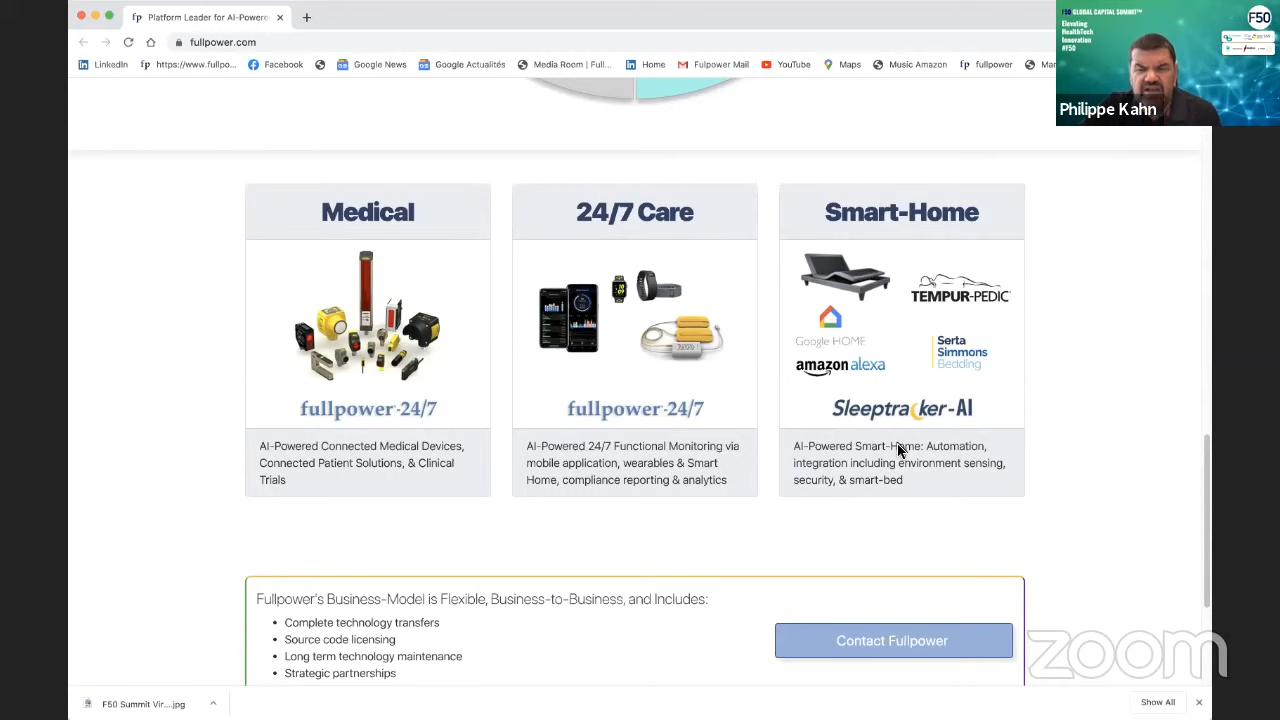 Platform Leader for AI-Powere
fullpower.com
LinkedIn
https://www.fullpo...
Facebook
Google News
Google Actualités
Media Room | Full...
Home
Fulpower Mail
YouTube
Maps
Music Amazon
fullpower
Mar
F50 GLOBAL CAPITAL SUMMIT™
Elevating
HealthTech
Innovation
#F50
F50
Philippe Kahn
Medical
fullpower-24/7
AI-Powered Connected Medical Devices,
Connected Patient Solutions, & Clinical
Trials
24/7 Care
fullpower-24/7
AI-Powered 24/7 Functional Monitoring via
mobile application, wearables & Smart
Home, compliance reporting & analytics
Smart-Home
TEMPUR-PEDIC
Google HOME
amazon alexa
Serta
Simmons
Bedding
Sleeptracker-AI
AI-Powered Smart-Home: Automation,
integration including environment sensing,
security, & smart-bed
Fullpower's Business-Model is Flexible, Business-to-Business, and Includes:
• Complete technology transfers
• Source code licensing
• Long term technology maintenance
• Strategic partnerships
Contact Fullpower
zoom
F50 Summit Vir....jpg
Show All